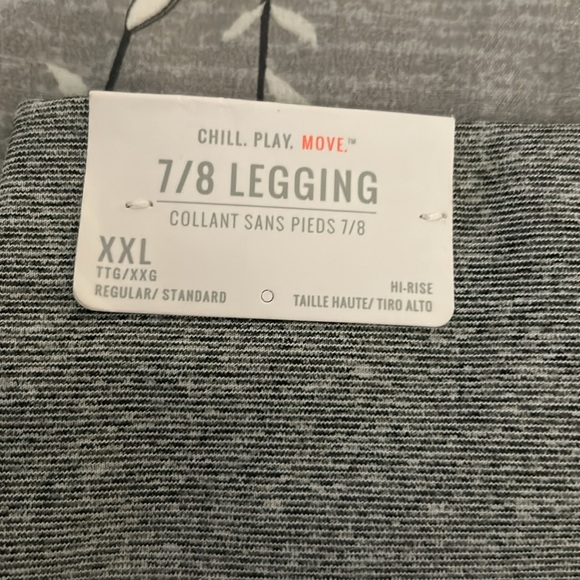 CHILL. PLAY. MOVE.™
7/8 LEGGING
COLLANT SANS PIEDS 7/8
XXL
TTG/XXG
REGULAR/ STANDARD
HI-RISE
TAILLE HAUTE/ TIRO ALTO